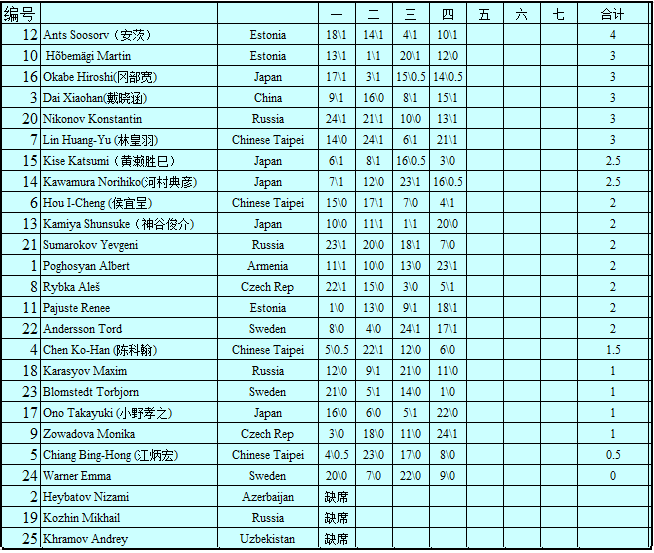 编号 一 二 三 四 五 六 七 合计
12 Ants Soosorv（安茨） Estonia 18\1 14\1 4\1 10\1 4
10 Hõbemägi Martin Estonia 13\1 1\1 20\1 12\0 3
16 Okabe Hiroshi(冈部宽) Japan 17\1 3\1 15\0.5 14\0.5 3
3 Dai Xiaohan(戴晓涵) China 9\1 16\0 8\1 15\1 3
20 Nikonov Konstantin Russia 24\1 21\1 10\0 13\1 3
7 Lin Huang-Yu (林皇羽) Chinese Taipei 14\0 24\1 6\1 21\1 3
15 Kise Katsumi（黄濑胜巳） Japan 6\1 8\1 16\0.5 3\0 2.5
14 Kawamura Norihiko(河村典彦) Japan 7\1 12\0 23\1 16\0.5 2.5
6 Hou I-Cheng (侯宜呈) Chinese Taipei 15\0 17\1 7\0 4\1 2
13 Kamiya Shunsuke（神谷俊介） Japan 10\0 11\1 1\1 20\0 2
21 Sumarokov Yevgeni Russia 23\1 20\0 18\1 7\0 2
1 Poghosyan Albert Armenia 11\1 10\0 13\0 23\1 2
8 Rybka Aleš Czech Rep 22\1 15\0 3\0 5\1 2
11 Pajuste Renee Estonia 1\0 13\0 9\1 18\1 2
22 Andersson Tord Sweden 8\0 4\0 24\1 17\1 2
4 Chen Ko-Han (陈科翰) Chinese Taipei 5\0.5 22\1 12\0 6\0 1.5
18 Karasyov Maxim Russia 12\0 9\1 21\0 11\0 1
23 Blomstedt Torbjorn Sweden 21\0 5\1 14\0 1\0 1
17 Ono Takayuki (小野孝之) Japan 16\0 6\0 5\1 22\0 1
9 Zowadova Monika Czech Rep 3\0 18\0 11\0 24\1 1
5 Chiang Bing-Hong (江炳宏) Chinese Taipei 4\0.5 23\0 17\0 8\0 0.5
24 Warner Emma Sweden 20\0 7\0 22\0 9\0 0
2 Heybatov Nizami Azerbaijan 缺席
19 Kozhin Mikhail Russia 缺席
25 Khramov Andrey Uzbekistan 缺席